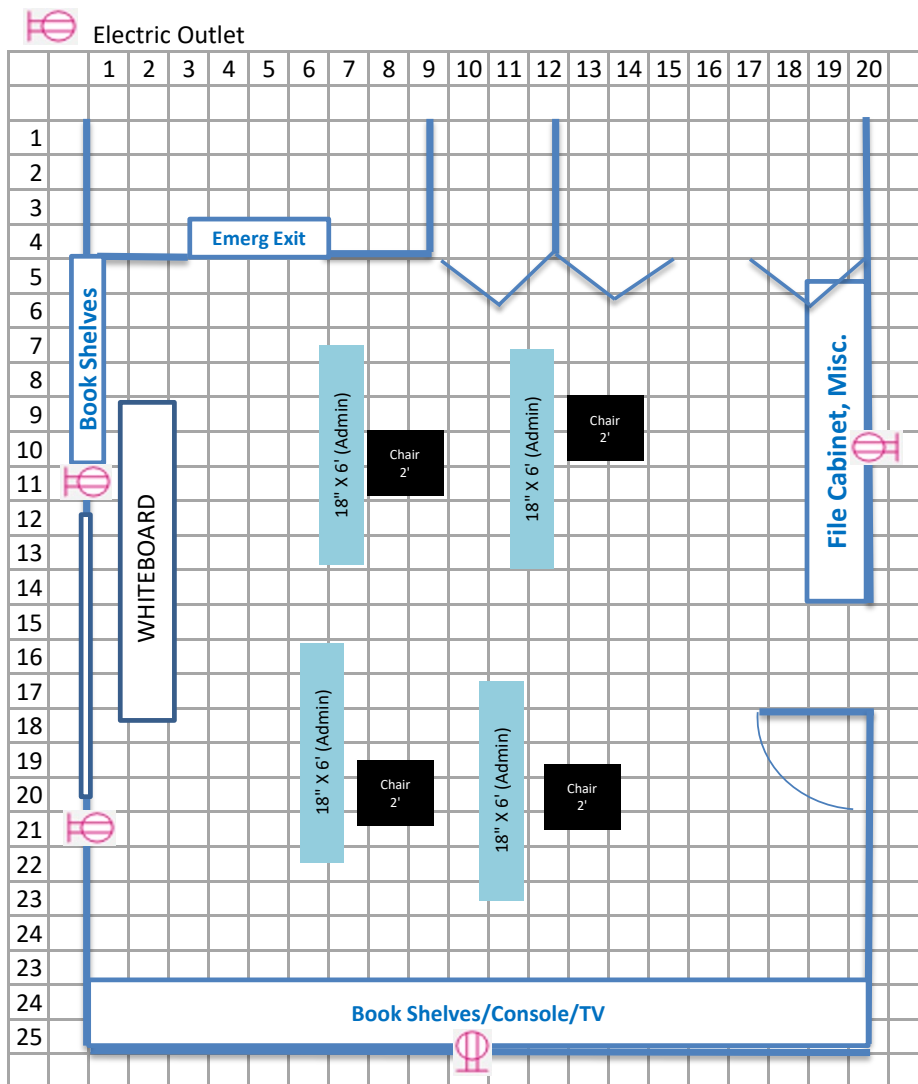 Electric Outlet
1 2 3 4 5 6 7 8 9 10 11 12 13 14 15 16 17 18 19 20
1
2
3
4
Emerg Exit
5
6
Book Shelves
7
8
9
10
11
12
13
14
15
16
17
18
19
20
21
22
23
24
23
24
25
WHITEBOARD
18" X 6' (Admin)
Chair
2'
18" X 6' (Admin)
Chair
2'
File Cabinet, Misc.
18" X 6' (Admin)
Chair
2'
18" X 6' (Admin)
Chair
2'
Book Shelves/Console/TV